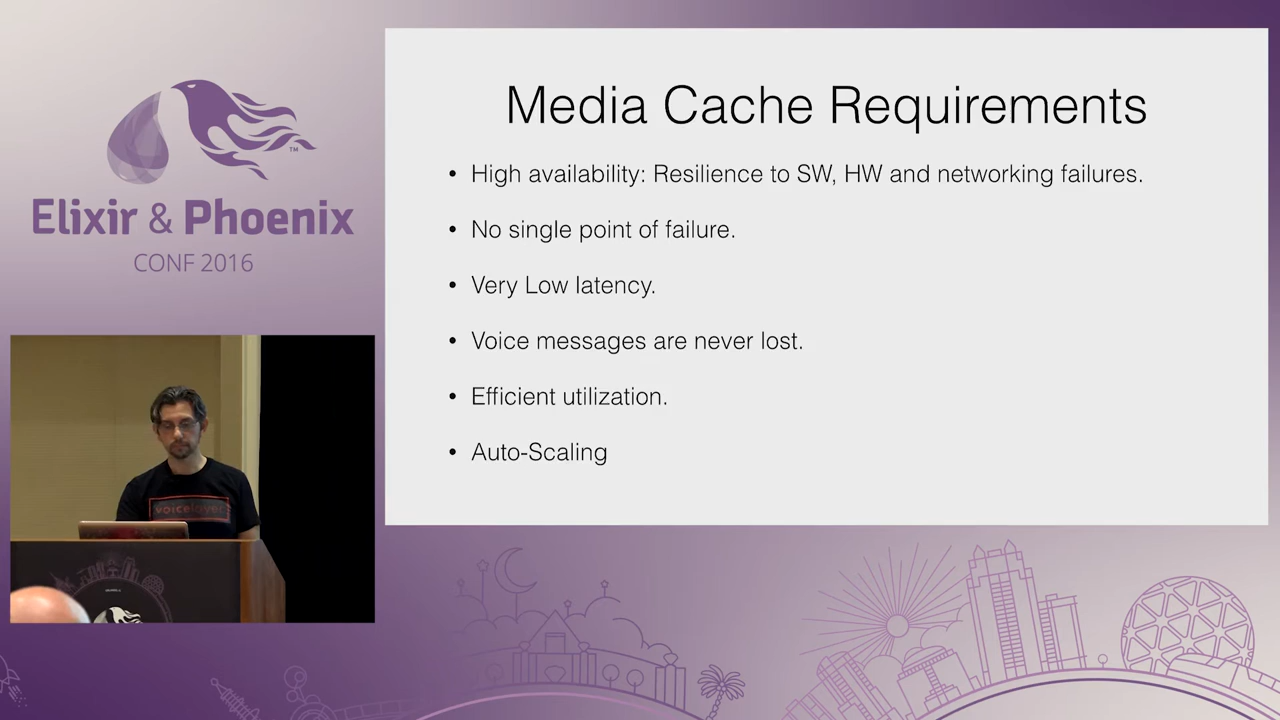 Elixir & Phoenix
TM
CONF 2016
Media Cache Requirements
• High availability: Resilience to SW, HW and networking failures.
• No single point of failure.
• Very Low latency.
• Voice messages are never lost.
• Efficient utilization.
• Auto-Scaling
voicelayer